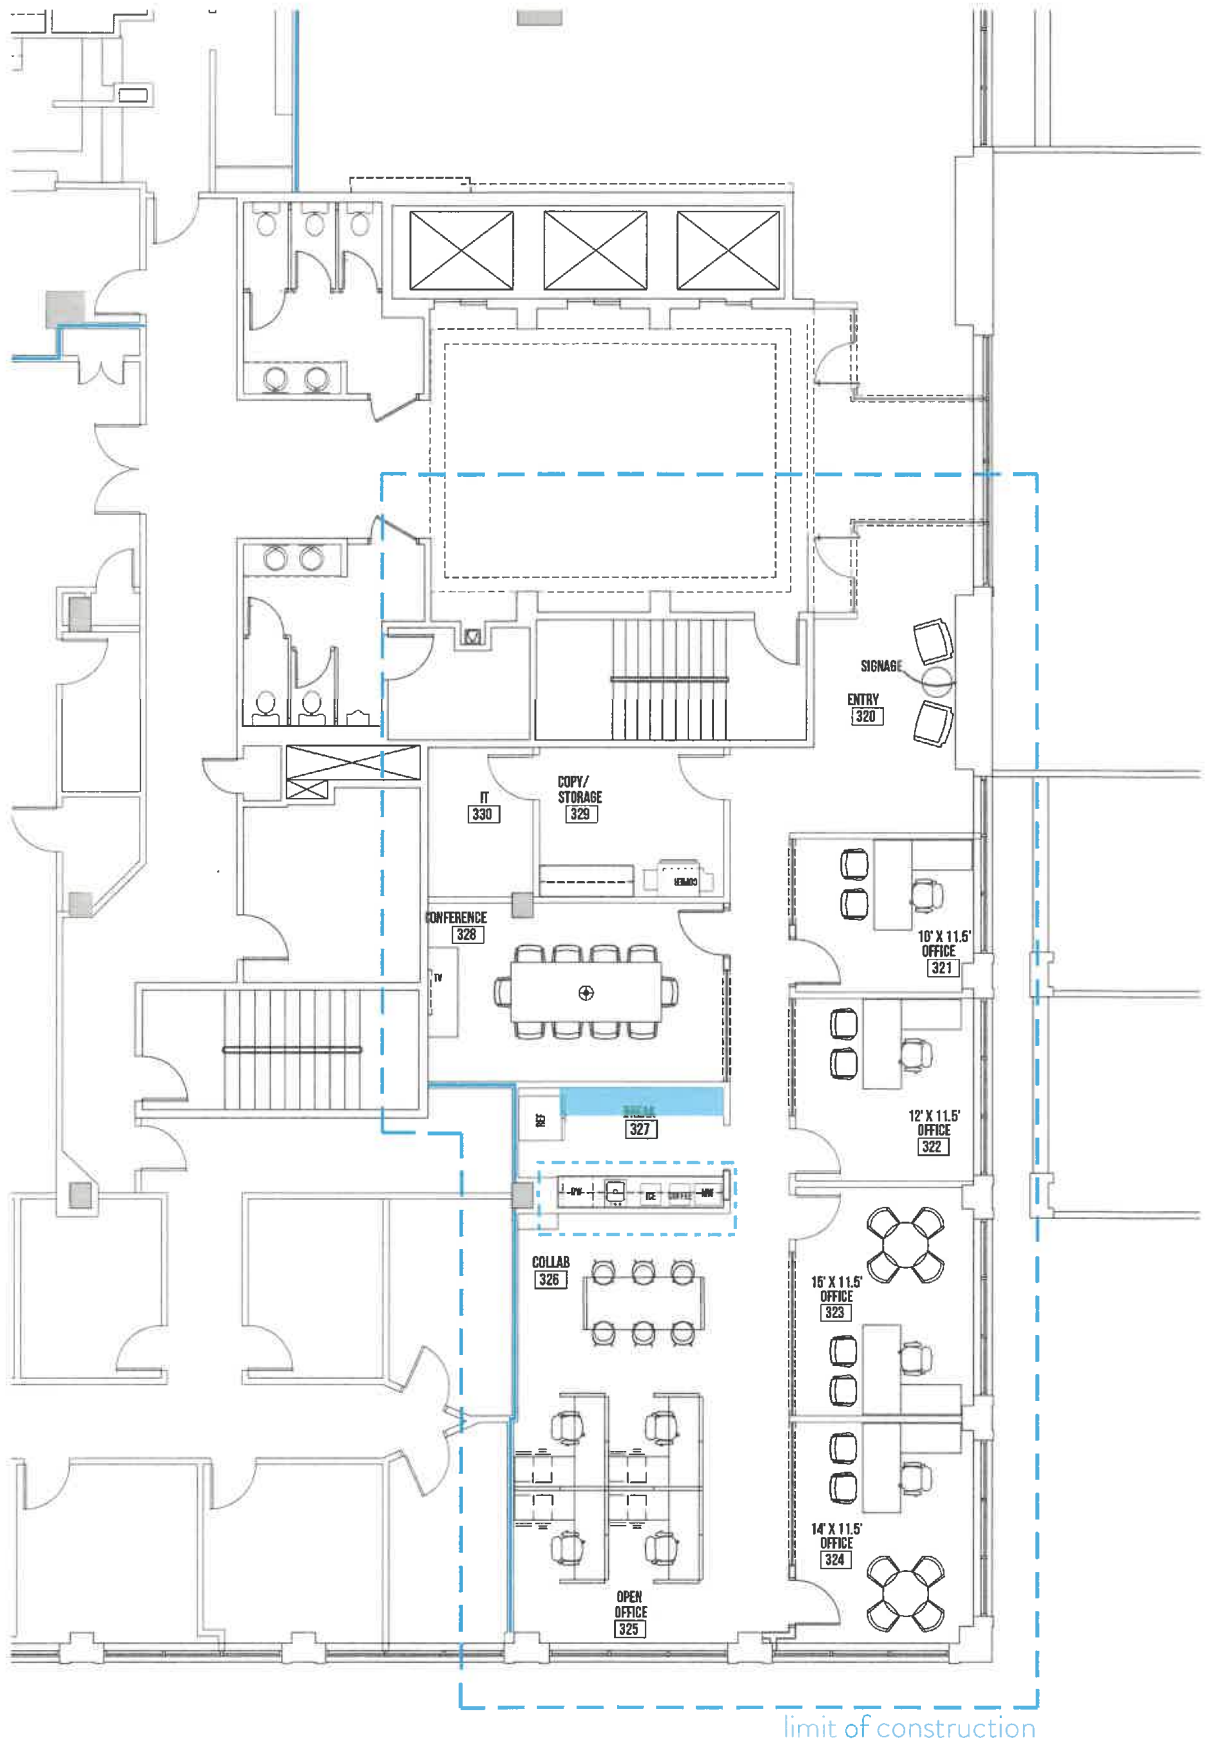 SIGNAGE
ENTRY
320
COPY/
STORAGE
329
IT
330
COPIER
CONFERENCE
328
TV
10' X 11.5'
OFFICE
321
12' X 11.5'
OFFICE
322
REF
BREAK
327
DW
ICE
COFFEE
MW
COLLAB
326
15' X 11.5'
OFFICE
323
14' X 11.5'
OFFICE
324
OPEN
OFFICE
325
limit of construction